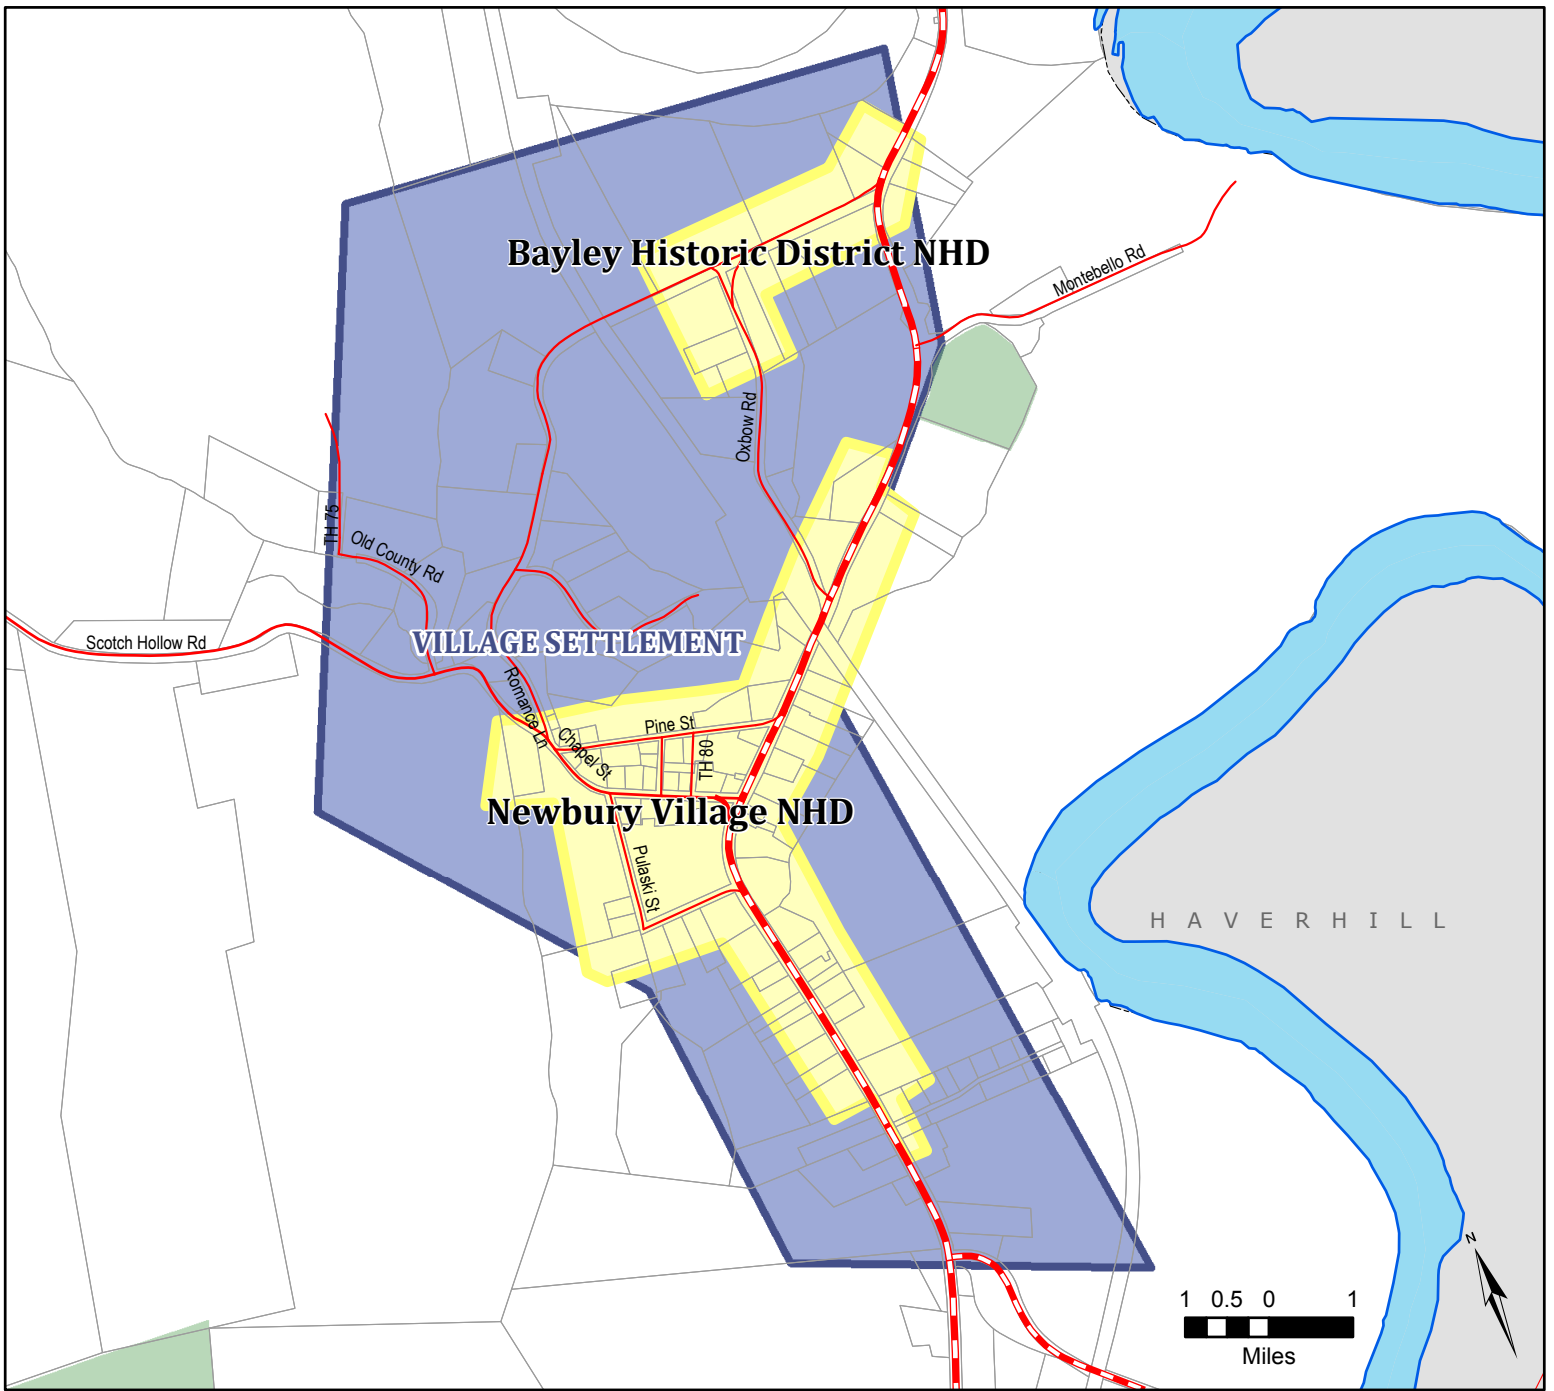 Bayley Historic District NHD
Montebello Rd
Oxbow Rd
TH 75
Old County Rd
Scotch Hollow Rd
VILLAGE SETTLEMENT
Romance Ln
Pine St
Chapel St
TH 80
Newbury Village NHD
Pulaski St
HAVERHILL
N
1 0.5 0 1
Miles